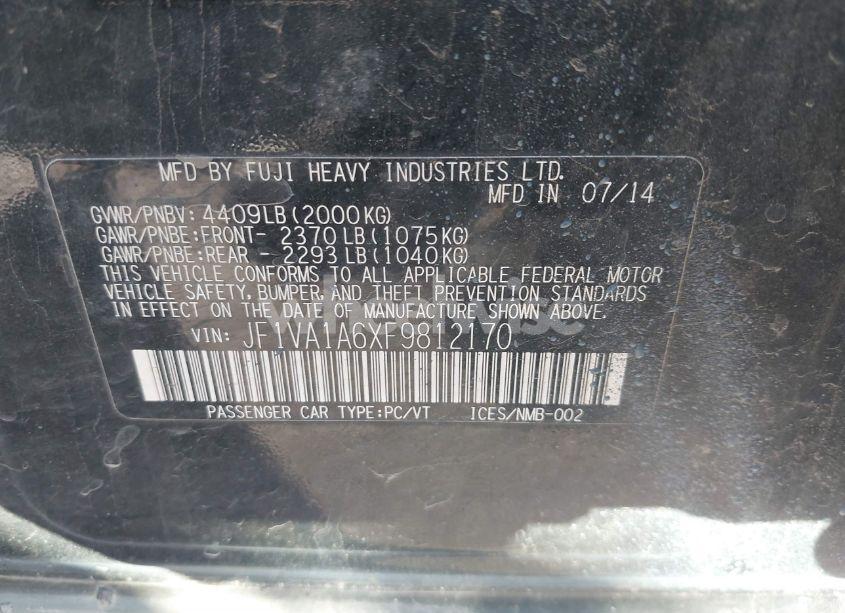 MFD BY FUJI HEAVY INDUSTRIES LTD.
MFD IN 07/14
GVWR/PNBV: 4409LB(2000KG)
GAWR/PNBE:FRONT- 2370 LB(1075KG)
GAWR/PNBE:REAR - 2293 LB(1040KG)
THIS VEHICLE CONFORMS TO ALL APPLICABLE FEDERAL MOTOR
VEHICLE SAFETY, BUMPER, AND THEFT PREVENTION STANDARDS
IN EFFECT ON THE DATE OF MANUFACTURE SHOWN ABOVE.
VIN: JF1VA1A6XF9812170
PASSENGER CAR TYPE:PC/VT ICES/NMB-002